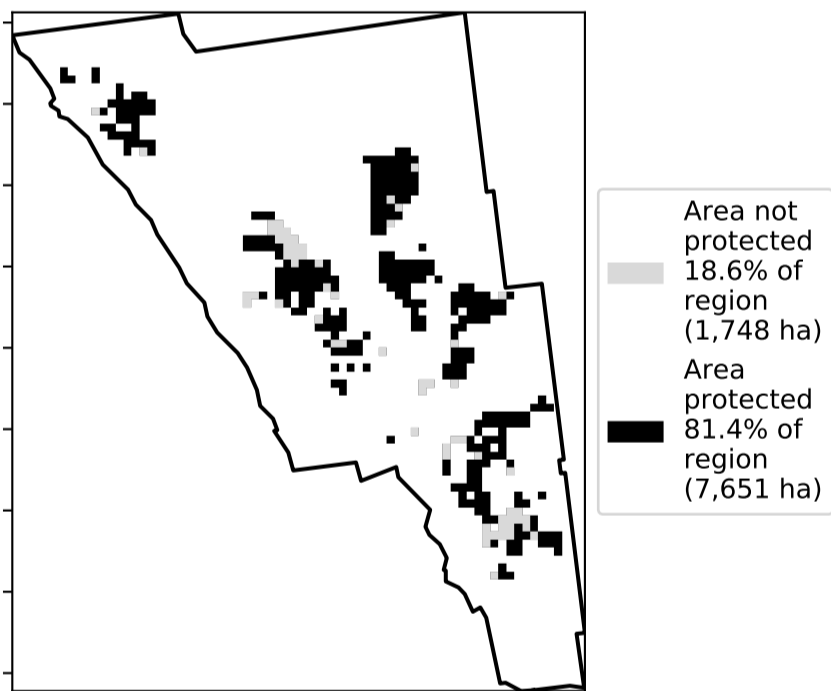 Area not
protected
18.6% of
region
(1,748 ha)
Area
protected
81.4% of
region
(7,651 ha)